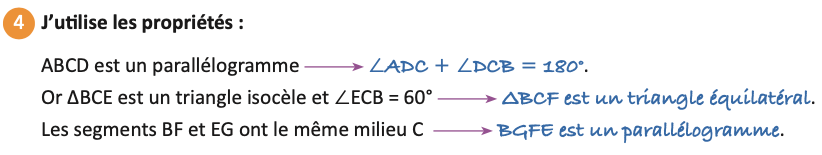 4 J'utilise les propriétés :
ABCD est un parallélogramme → ∠ADC + ∠DCB = 180°.
Or ΔBCE est un triangle isocèle et ∠ECB = 60° → ΔBCF est un triangle équilatéral.
Les segments BF et EG ont le même milieu C → BGFE est un parallélogramme.